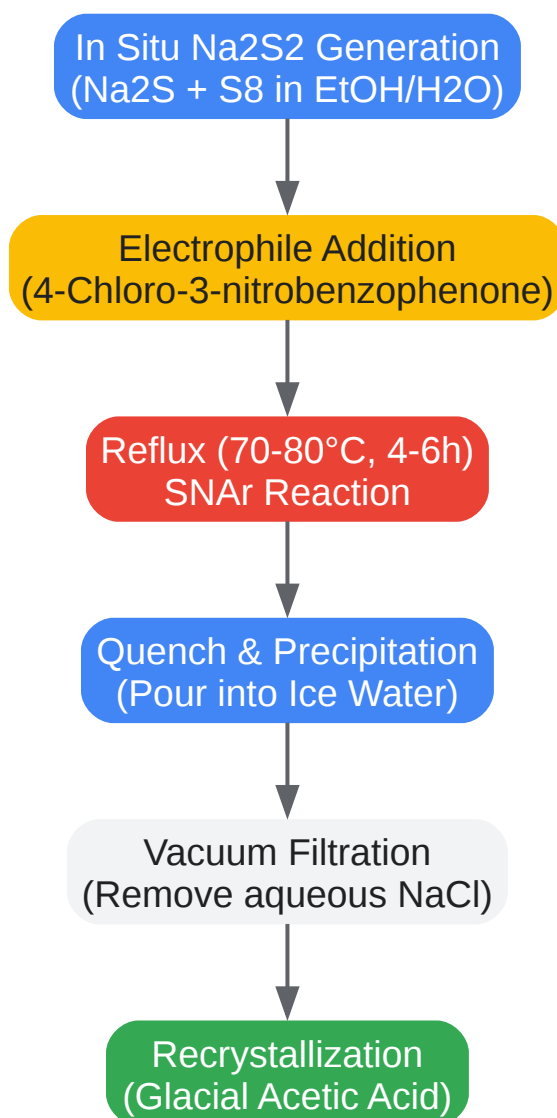 In Situ Na2S2 Generation
(Na2S + S8 in EtOH/H2O)
Electrophile Addition
(4-Chloro-3-nitrobenzophenone)
Reflux (70-80°C, 4-6h)
SNAr Reaction
Quench & Precipitation
(Pour into Ice Water)
Vacuum Filtration
(Remove aqueous NaCl)
Recrystallization
(Glacial Acetic Acid)